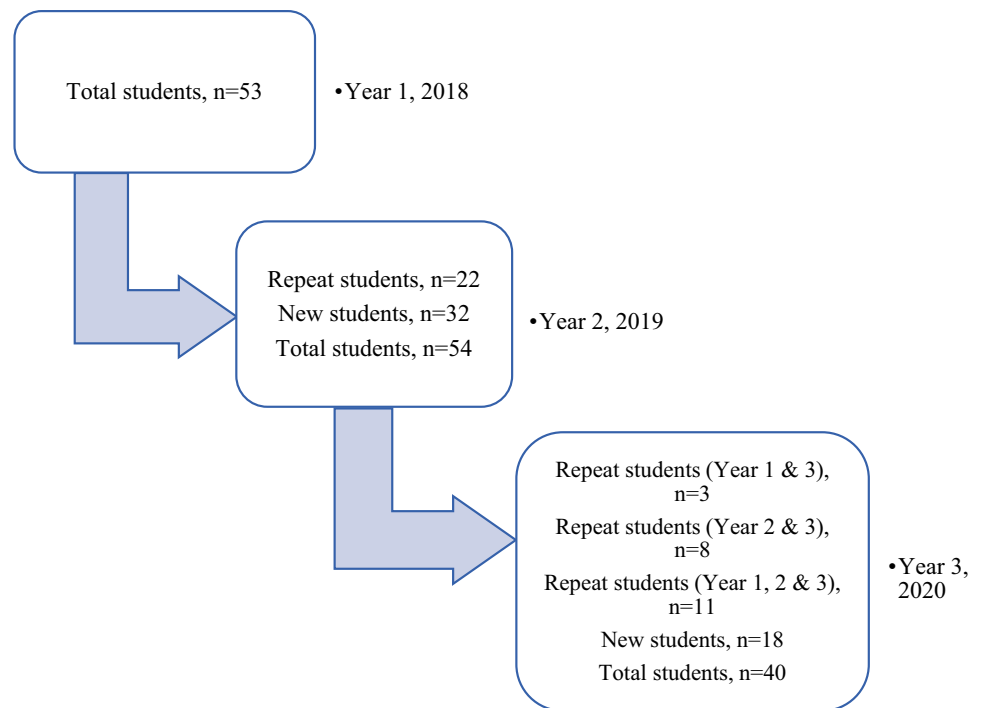 Total students, n=53
•Year 1, 2018
Repeat students, n=22
New students, n=32
Total students, n=54
•Year 2, 2019
Repeat students (Year 1 & 3),
n=3
Repeat students (Year 2 & 3),
n=8
Repeat students (Year 1, 2 & 3),
n=11
New students, n=18
Total students, n=40
•Year 3,
2020